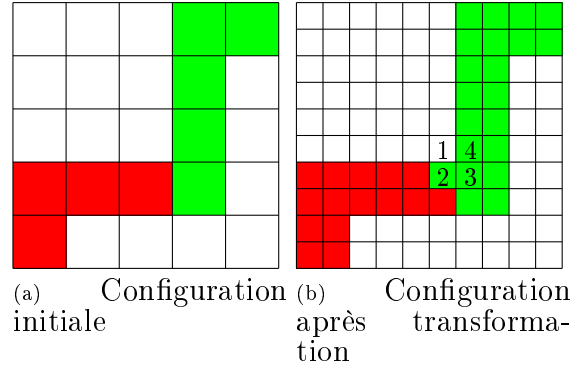 1 4
2 3
(a) Configuration
initiale
(b) Configuration
après transforma-
tion